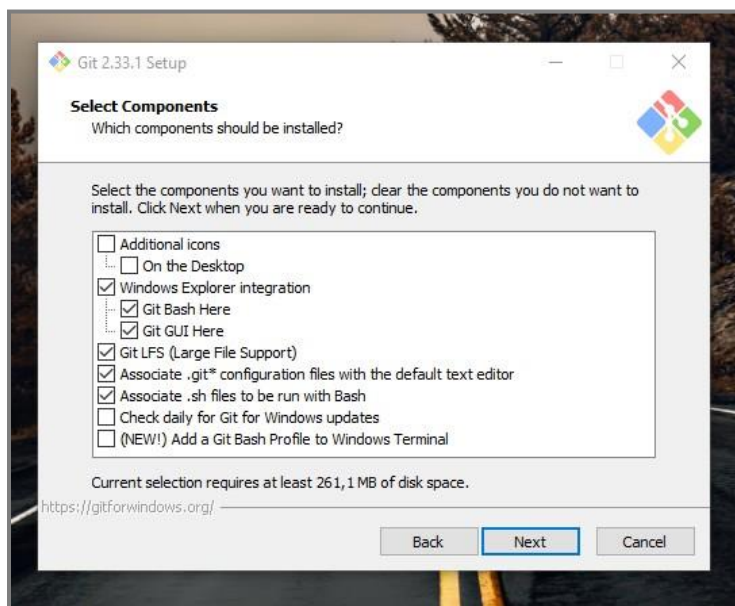 Git 2.33.1 Setup
Select Components
Which components should be installed?
Select the components you want to install; clear the components you do not want to
install. Click Next when you are ready to continue.
Additional icons
On the Desktop
Windows Explorer integration
Git Bash Here
Git GUI Here
Git LFS (Large File Support)
Associate .git* configuration files with the default text editor
Associate .sh files to be run with Bash
Check daily for Git for Windows updates
(NEW!) Add a Git Bash Profile to Windows Terminal
Current selection requires at least 261,1 MB of disk space.
https://gitforwindows.org/
Back Next Cancel